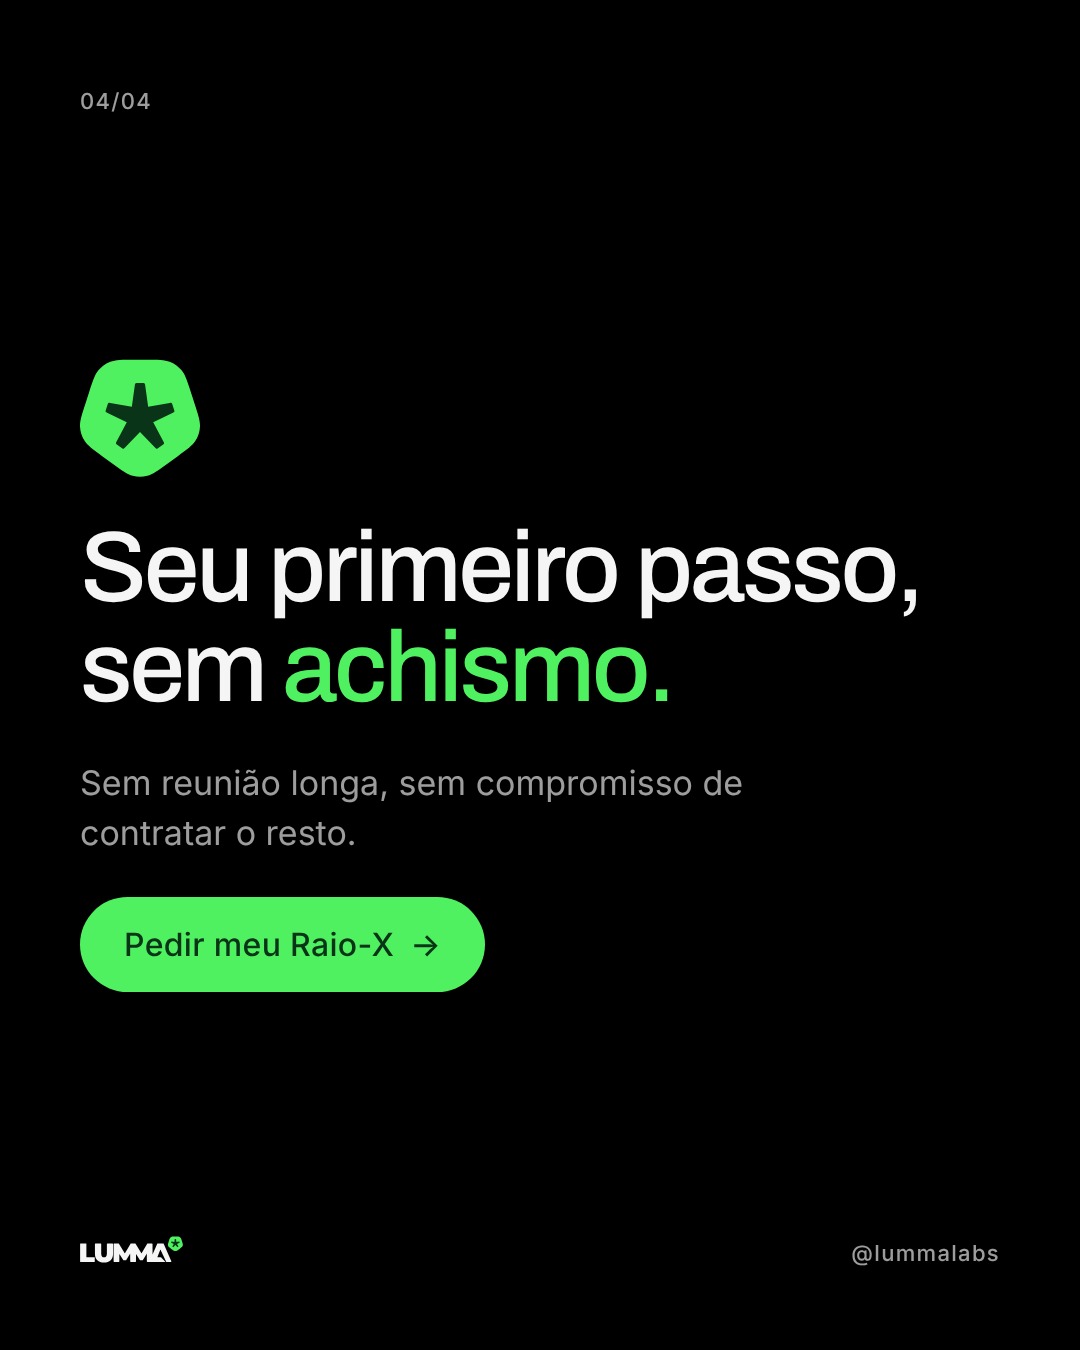 04/04
Seu primeiro passo,
sem achismo.
Sem reunião longa, sem compromisso de
contratar o resto.
Pedir meu Raio-X →
LUMMA
@lummalabs